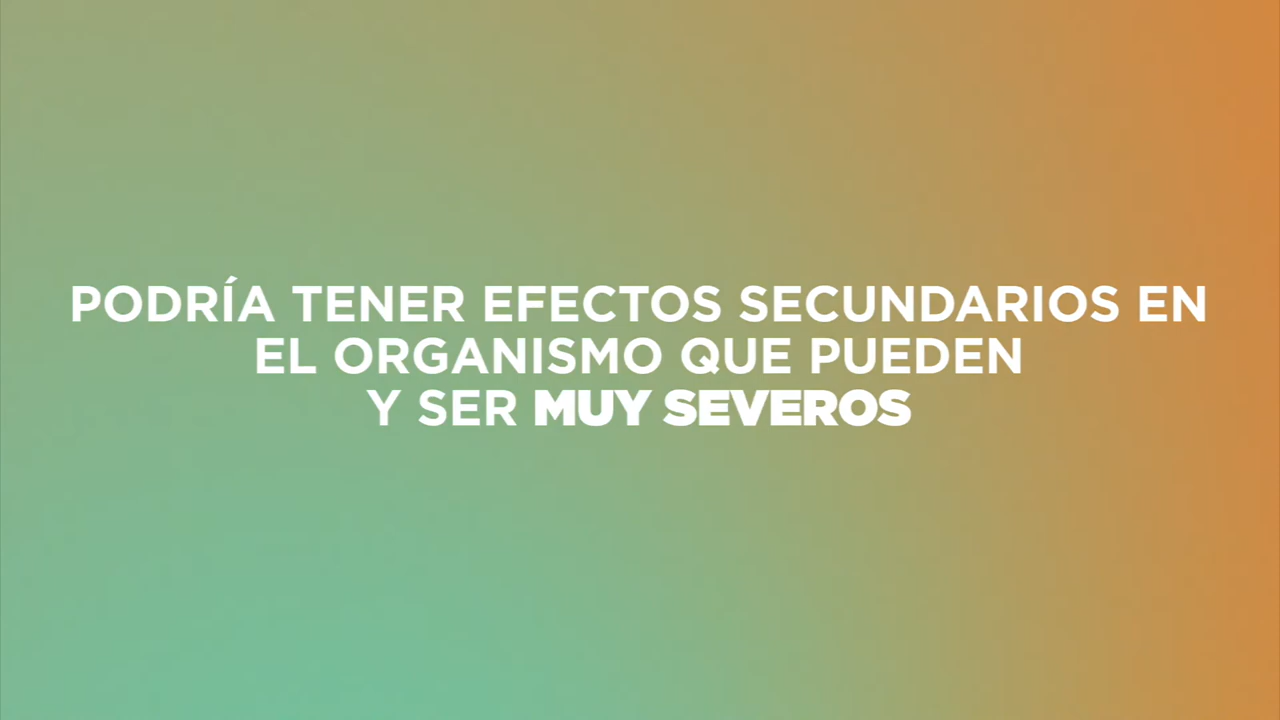 PODRÍA TENER EFECTOS SECUNDARIOS EN
EL ORGANISMO QUE PUEDEN
Y SER MUY SEVEROS